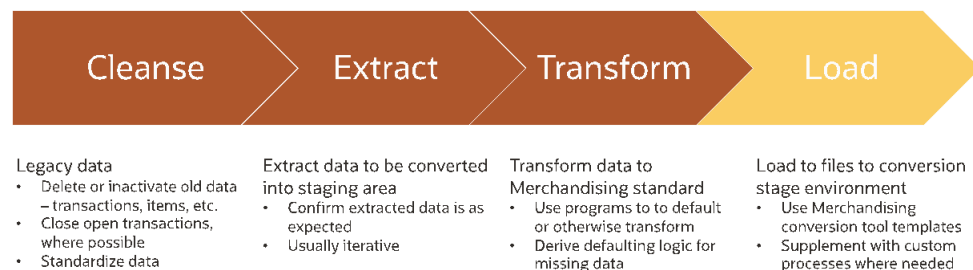 Cleanse
Extract
Transform
Load
Legacy data
• Delete or inactivate old data
– transactions, items, etc.
• Close open transactions,
where possible
• Standardize data
Extract data to be converted
into staging area
• Confirm extracted data is as
expected
• Usually iterative
Transform data to
Merchandising standard
• Use programs to to default
or otherwise transform
• Derive defaulting logic for
missing data
Load to files to conversion
stage environment
• Use Merchandising
conversion tool templates
• Supplement with custom
processes where needed